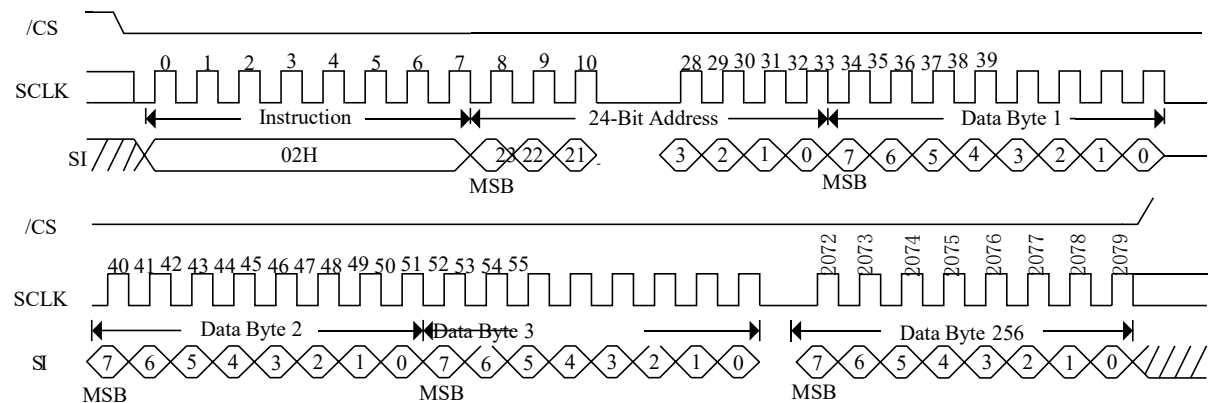 /CS
0 1 2 3 4 5 6 7 8 9 10 28 29 30 31 32 33 34 35 36 37 38 39
SCLK
Instruction 24-Bit Address Data Byte 1
SI 02H 23 22 21 3 2 1 0 7 6 5 4 3 2 1 0
MSB MSB
/CS
40 41 42 43 44 45 46 47 48 49 50 51 52 53 54 55 2072 2073 2074 2075 2076 2077 2078 2079
SCLK
Data Byte 2 Data Byte 3 Data Byte 256
SI 7 6 5 4 3 2 1 0 7 6 5 4 3 2 1 0 7 6 5 4 3 2 1 0
MSB MSB MSB